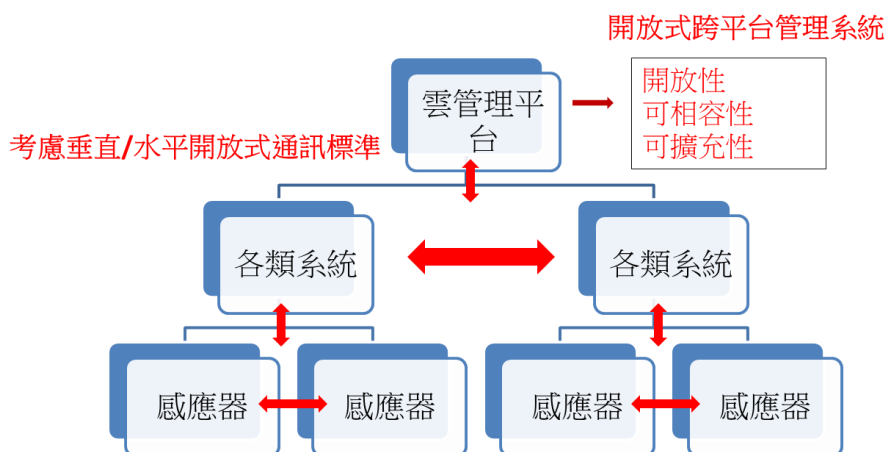 開放式跨平台管理系統
雲管理平
台
開放性
可相容性
可擴充性
考慮垂直/水平開放式通訊標準
各類系統
各類系統
感應器
感應器
感應器
感應器